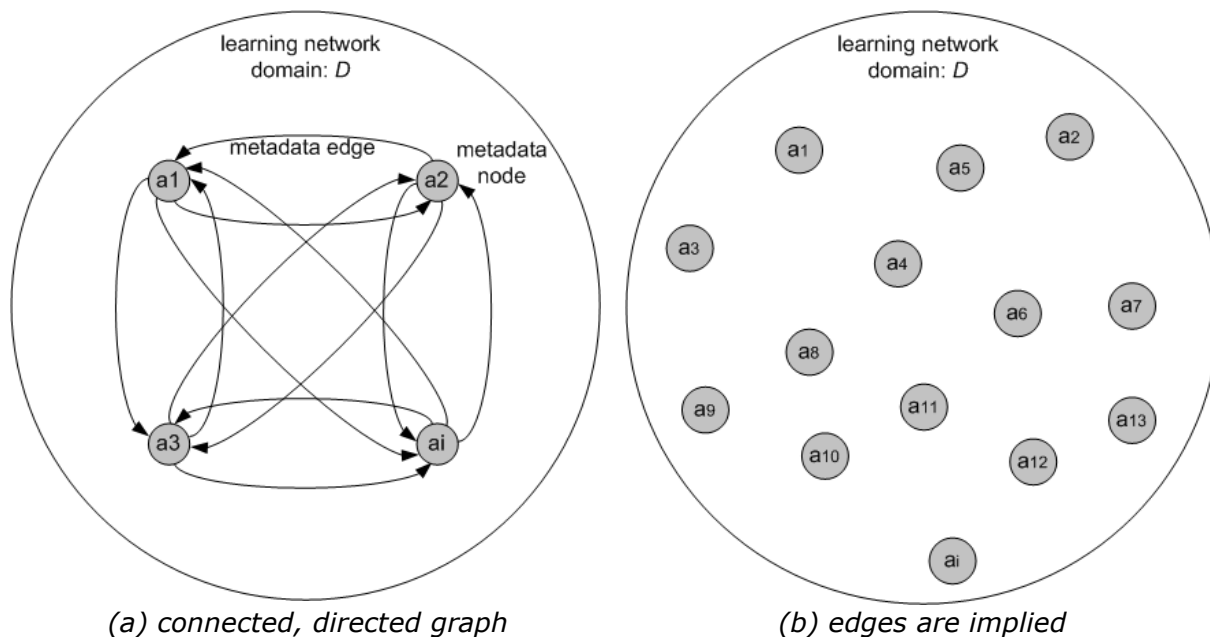 learning network
domain: D
metadata edge
metadata
node
a1
a2
a3
ai
(a) connected, directed graph
learning network
domain: D
a1
a2
a5
a3
a4
a6
a7
a8
a9
a11
a13
a10
a12
ai
(b) edges are implied